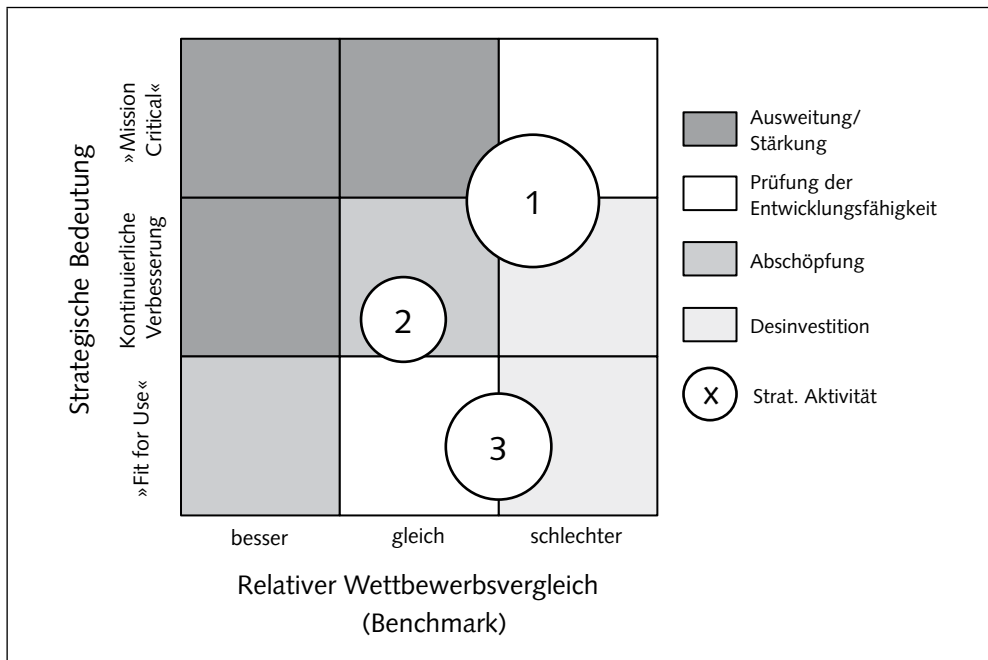 Strategische Bedeutung
»Mission
Critical«
Kontinuierliche
Verbesserung
»Fit for Use«
1
2
3
besser
gleich
schlechter
Relativer Wettbewerbsvergleich
(Benchmark)
Ausweitung/
Stärkung
Prüfung der
Entwicklungsfähigkeit
Abschöpfung
Desinvestition
x
Strat. Aktivität